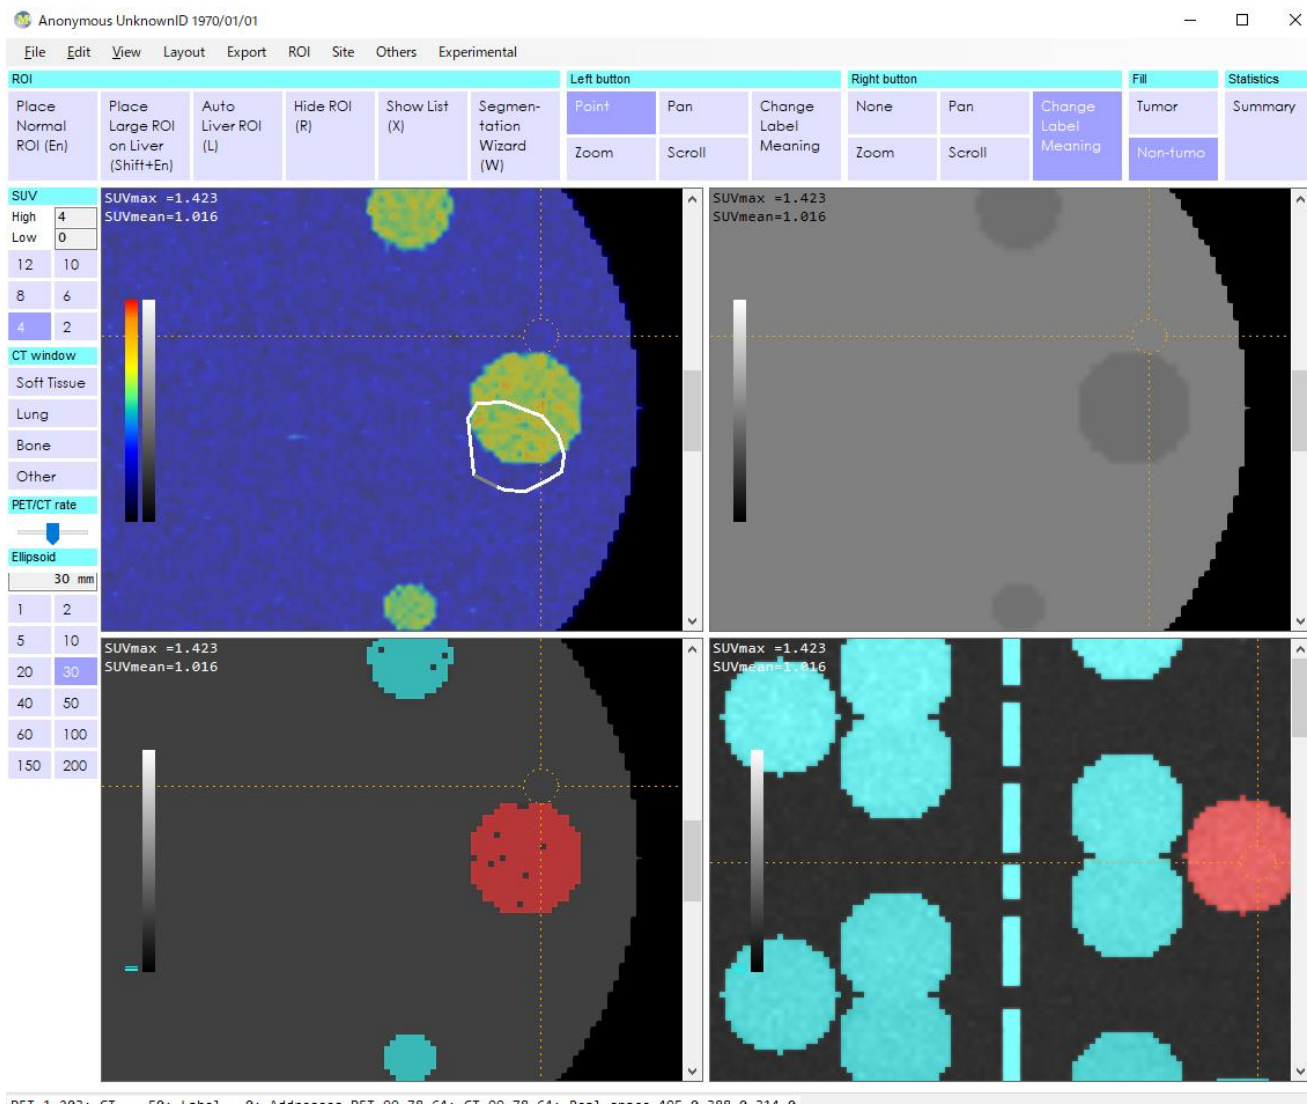 Anonymous UnknownID 1970/01/01
File Edit View Layout Export ROI Site Others Experimental
ROI
Left button
Right button
Fill
Statistics
Place Normal ROI (En)
Place Large ROI on Liver (Shift+En)
Auto Liver ROI (L)
Hide ROI (R)
Show List (X)
Segmen-tation Wizard (W)
Point
Pan
Change Label Meaning
Zoom
Scroll
None
Pan
Change Label Meaning
Zoom
Scroll
Tumor
Non-tumo
Summary
SUV
High 4
Low 0
12 10
8 6
4 2
CT window
Soft Tissue
Lung
Bone
Other
PET/CT rate
Ellipsoid
30 mm
1 2
5 10
20 30
40 50
60 100
150 200
SUVmax =1.423
SUVmean=1.016
SUVmax =1.423
SUVmean=1.016
SUVmax =1.423
SUVmean=1.016
SUVmax =1.423
SUVmean=1.016